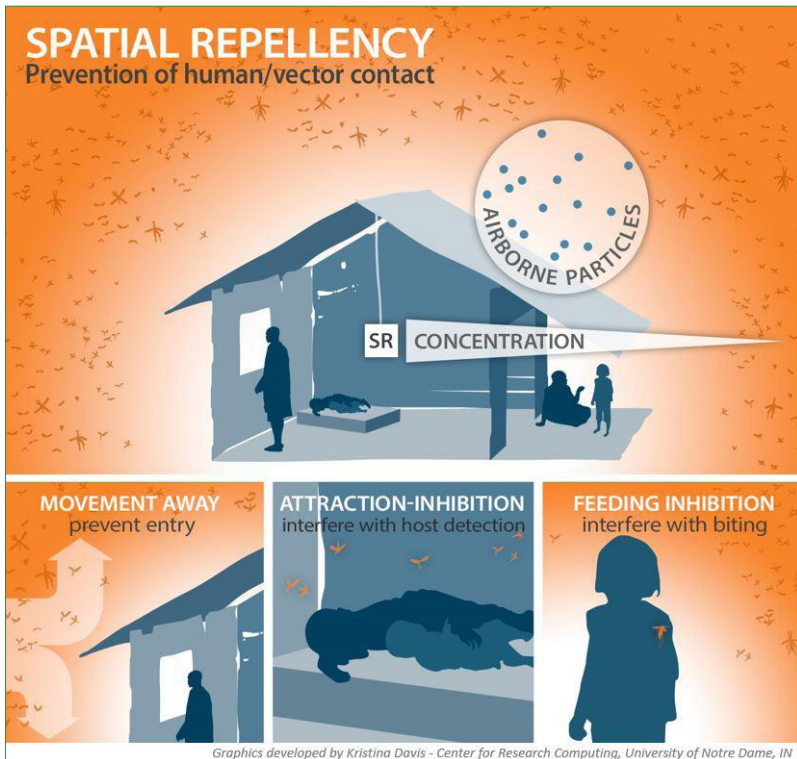 SPATIAL REPELLENCY
Prevention of human/vector contact
AIRBORNE PARTICLES
SR CONCENTRATION
MOVEMENT AWAY
prevent entry
ATTRACTION-INHIBITION
interfere with host detection
FEEDING INHIBITION
interfere with biting
Graphics developed by Kristina Davis - Center for Research Computing, University of Notre Dame, IN